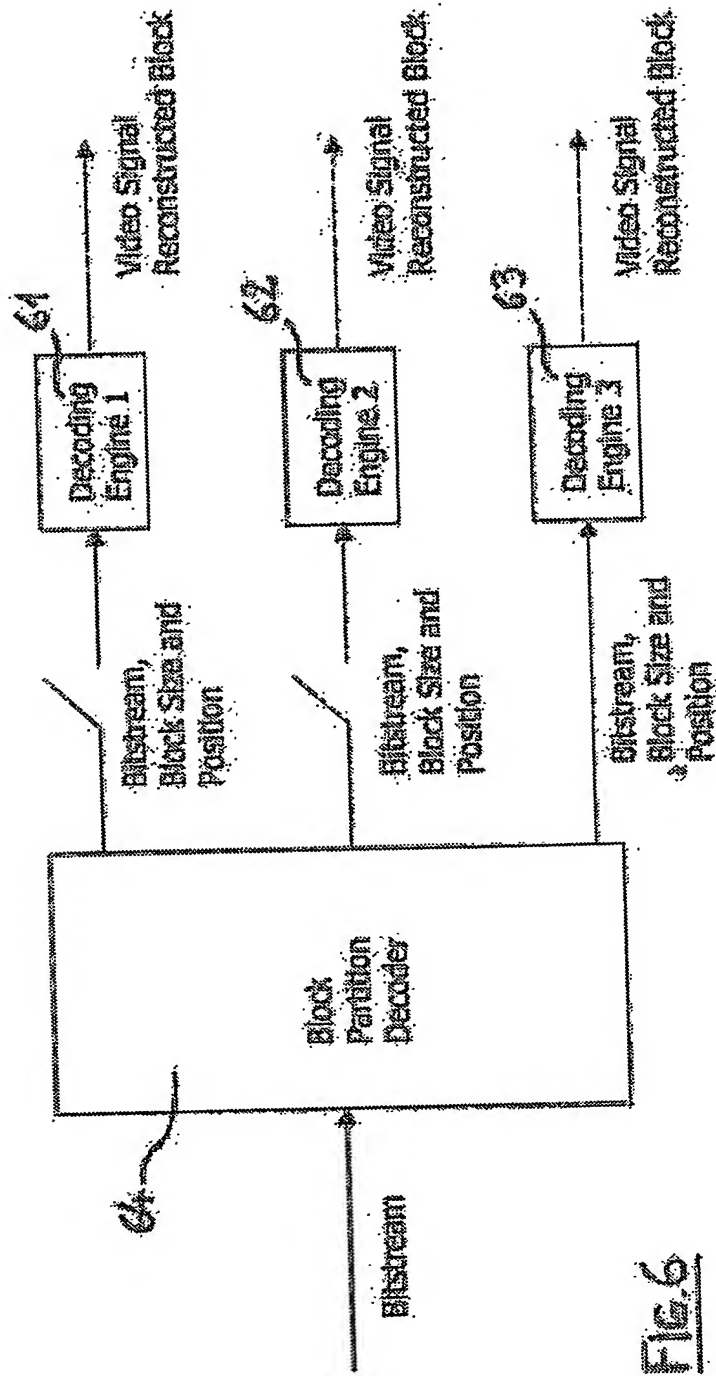 61
Decoding
Engine 1
Video Signal
Reconstructed Block
Bitstream,
Block Size and
Position
62
Decoding
Engine 2
Video Signal
Reconstructed Block
Bitstream,
Block Size and
Position
63
Decoding
Engine 3
Video Signal
Reconstructed Block
Bitstream,
Block Size and
Position
64
Block
Partition
Decoder
Bitstream
FIG.6